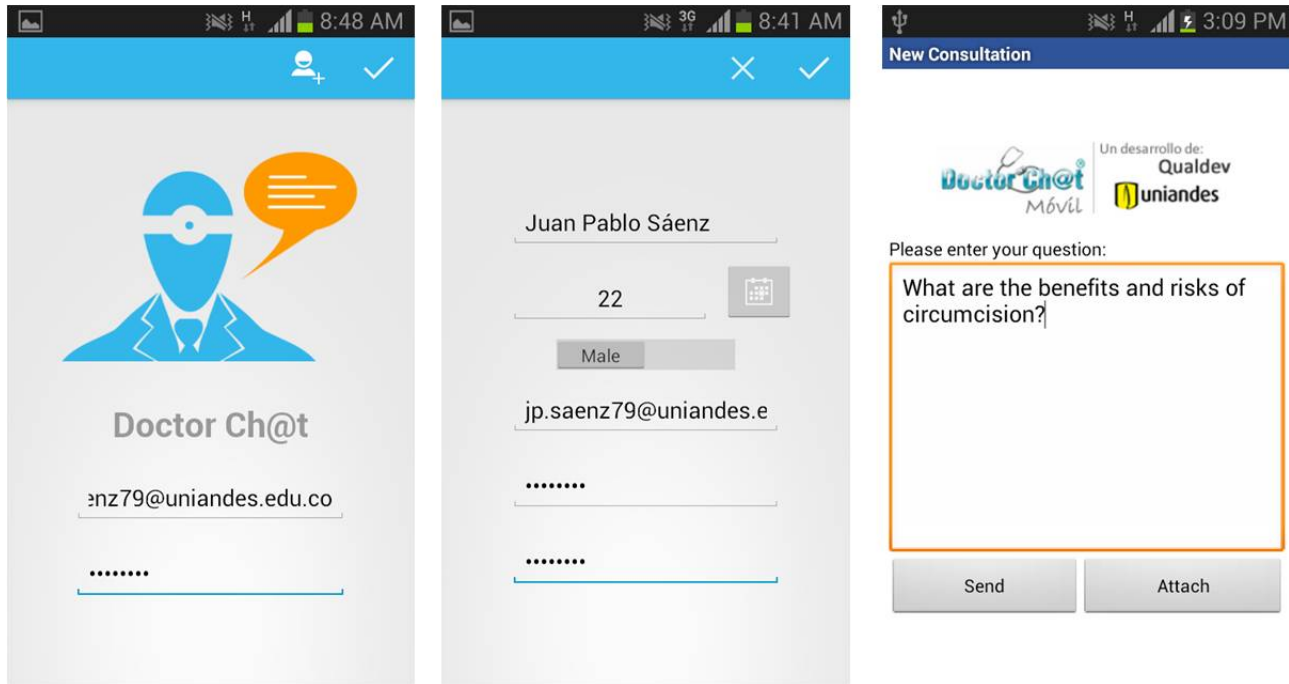 H 8:48 AM
Doctor Ch@t
enz79@uniandes.edu.co
••••••••
3G 8:41 AM
Juan Pablo Sáenz
22
Male
jp.saenz79@uniandes.e
••••••••
••••••••
H 3:09 PM
New Consultation
Doctor Ch@t®
Móvil
Un desarrollo de:
Qualdev
uniandes
Please enter your question:
What are the benefits and risks of
circumcision?
Send Attach